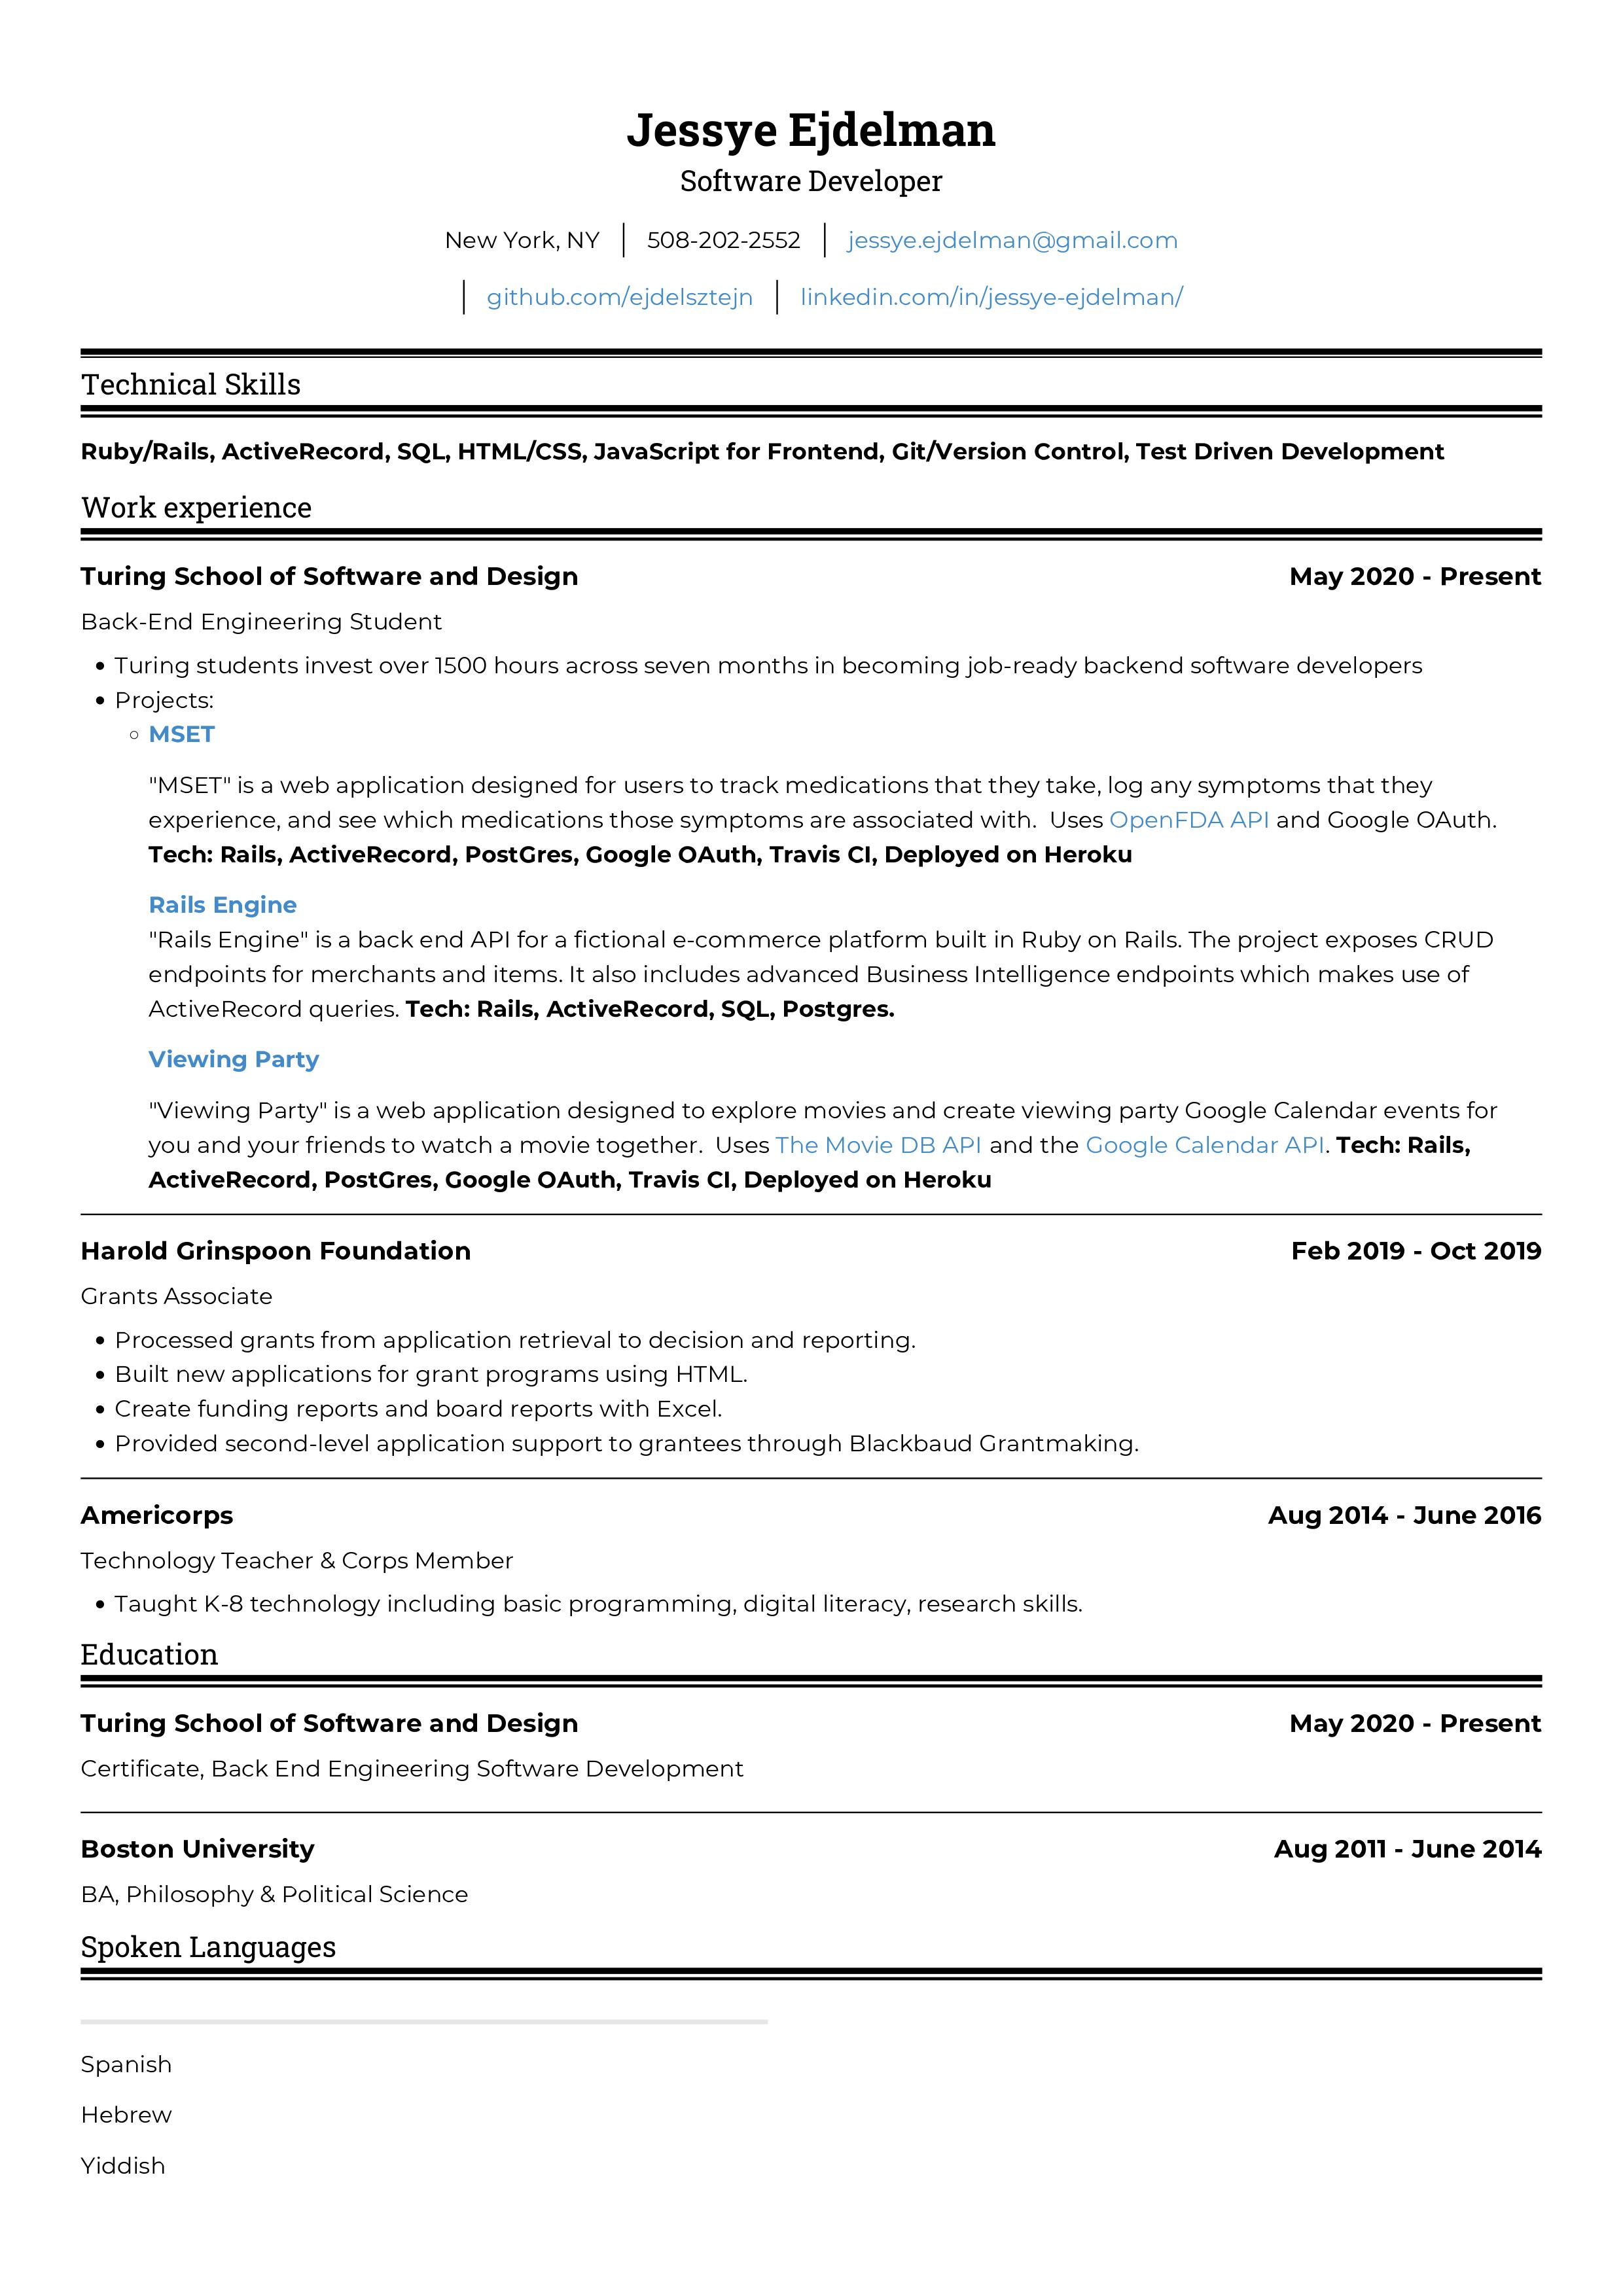 Jessye Ejdelman
Software Developer
New York, NY | 508-202-2552 | jessye.ejdelman@gmail.com
| github.com/ejdelsztejn | linkedin.com/in/jessye-ejdelman/
Technical Skills
Ruby/Rails, ActiveRecord, SQL, HTML/CSS, JavaScript for Frontend, Git/Version Control, Test Driven Development
Work experience
Turing School of Software and Design May 2020 - Present
Back-End Engineering Student
• Turing students invest over 1500 hours across seven months in becoming job-ready backend software developers
• Projects:
◦ MSET
"MSET" is a web application designed for users to track medications that they take, log any symptoms that they
experience, and see which medications those symptoms are associated with.  Uses OpenFDA API and Google OAuth.
Tech: Rails, ActiveRecord, PostGres, Google OAuth, Travis CI, Deployed on Heroku
Rails Engine
"Rails Engine" is a back end API for a fictional e-commerce platform built in Ruby on Rails. The project exposes CRUD
endpoints for merchants and items. It also includes advanced Business Intelligence endpoints which makes use of
ActiveRecord queries. Tech: Rails, ActiveRecord, SQL, Postgres.
Viewing Party
"Viewing Party" is a web application designed to explore movies and create viewing party Google Calendar events for
you and your friends to watch a movie together.  Uses The Movie DB API and the Google Calendar API. Tech: Rails,
ActiveRecord, PostGres, Google OAuth, Travis CI, Deployed on Heroku
Harold Grinspoon Foundation Feb 2019 - Oct 2019
Grants Associate
• Processed grants from application retrieval to decision and reporting.
• Built new applications for grant programs using HTML.
• Create funding reports and board reports with Excel.
• Provided second-level application support to grantees through Blackbaud Grantmaking.
Americorps Aug 2014 - June 2016
Technology Teacher & Corps Member
• Taught K-8 technology including basic programming, digital literacy, research skills.
Education
Turing School of Software and Design May 2020 - Present
Certificate, Back End Engineering Software Development
Boston University Aug 2011 - June 2014
BA, Philosophy & Political Science
Spoken Languages
Spanish
Hebrew
Yiddish